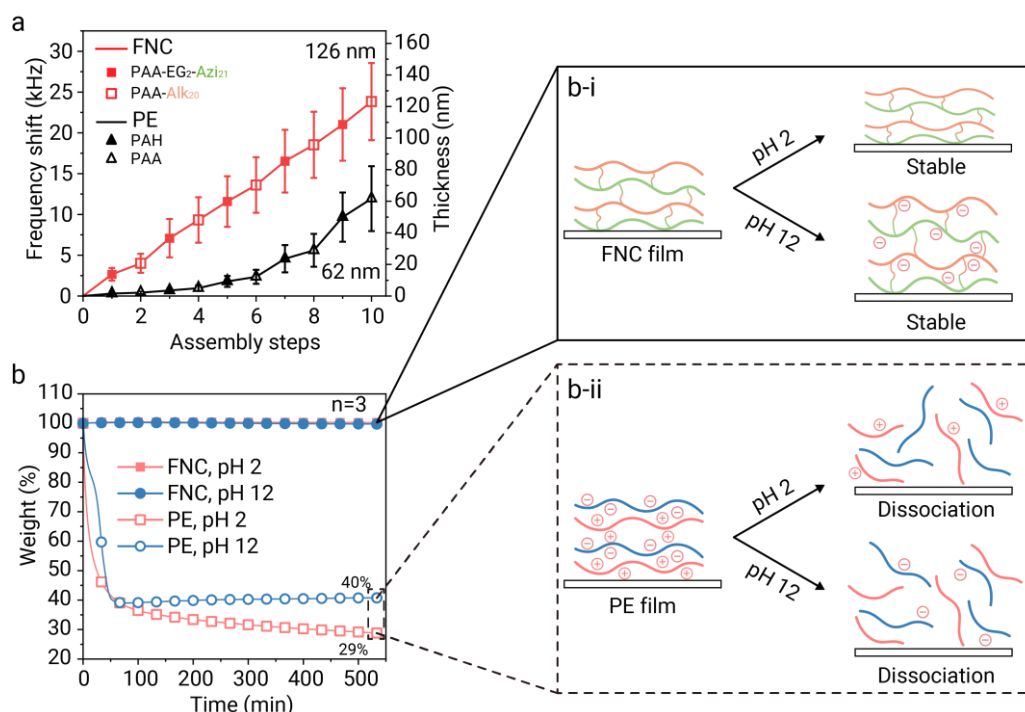 a
FNC
PAA-EG₂-Azi₂₁
PAA-Alk₂₀
PE
PAH
PAA
126 nm
62 nm
Frequency shift (kHz)
30
25
20
15
10
5
0
Thickness (nm)
160
140
120
100
80
60
40
20
0
0 2 4 6 8 10
Assembly steps
b
n=3
FNC, pH 2
FNC, pH 12
PE, pH 2
PE, pH 12
40%
29%
Weight (%)
110
100
90
80
70
60
50
40
30
20
0 100 200 300 400 500
Time (min)
b-i
FNC film
pH 2
Stable
pH 12
Stable
b-ii
PE film
pH 2
Dissociation
pH 12
Dissociation